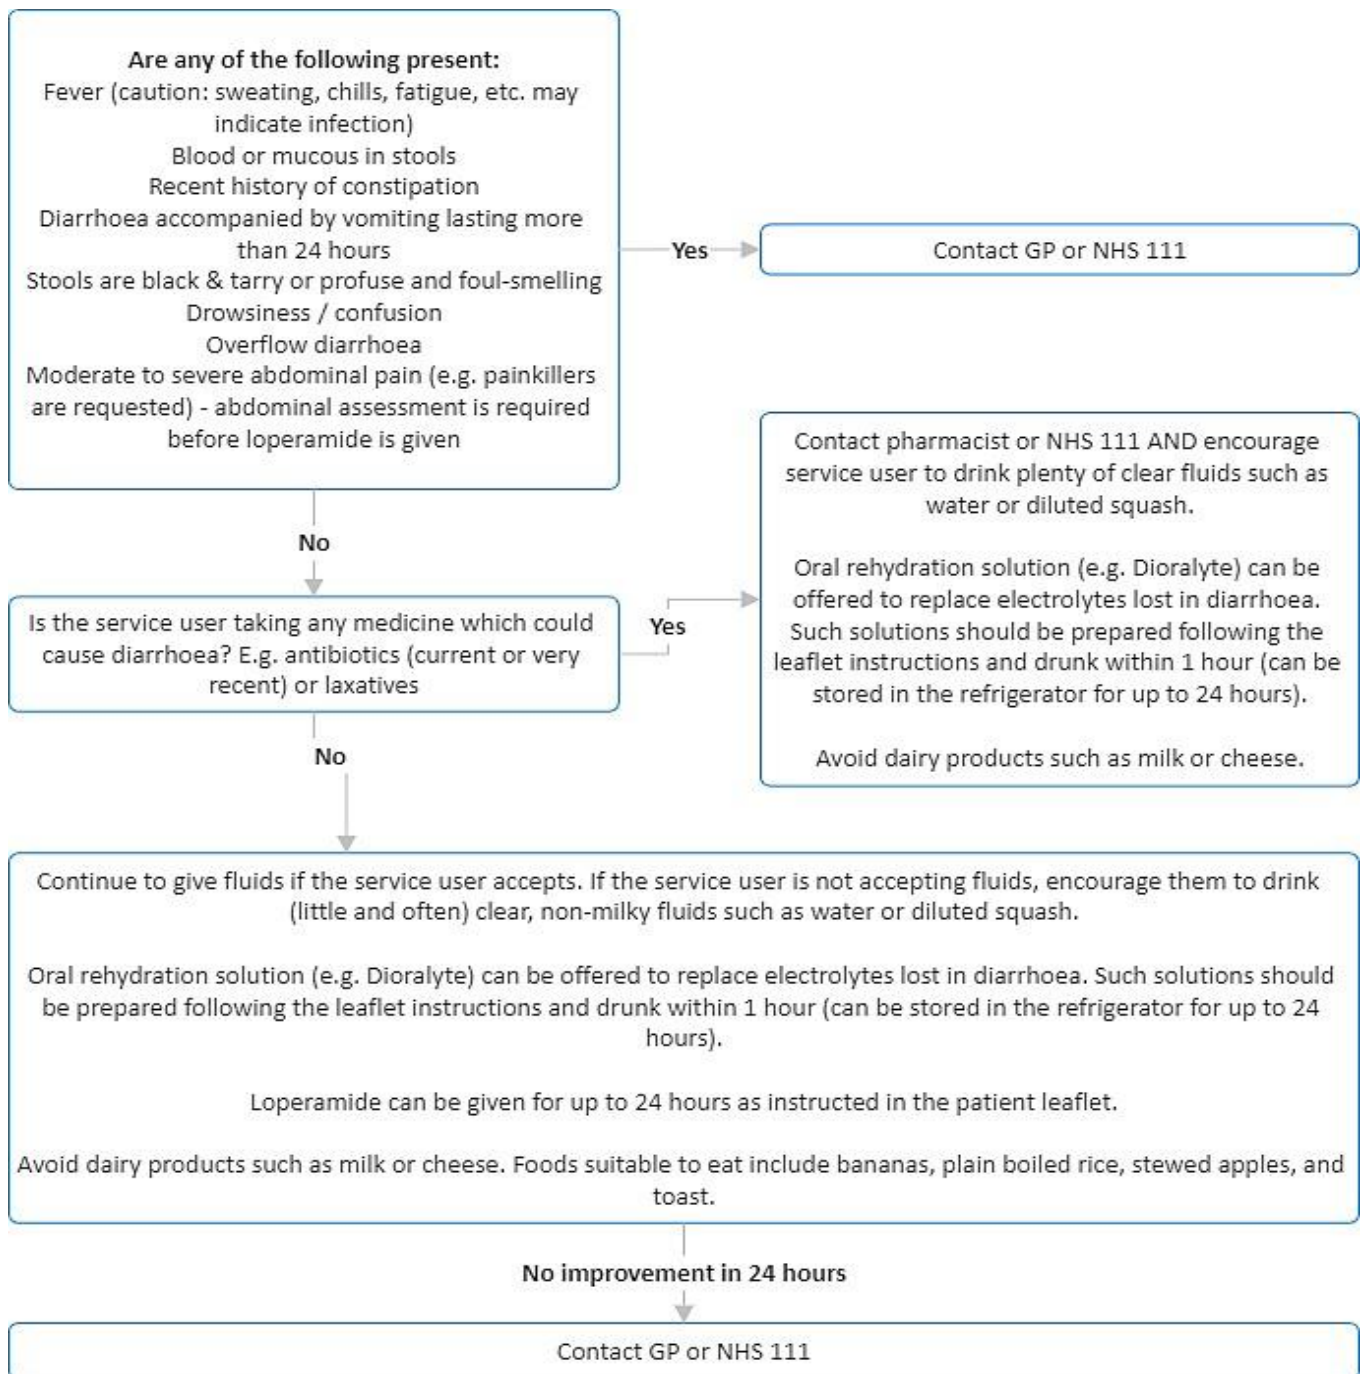 Are any of the following present:
Fever (caution: sweating, chills, fatigue, etc. may
indicate infection)
Blood or mucous in stools
Recent history of constipation
Diarrhoea accompanied by vomiting lasting more
than 24 hours
Stools are black & tarry or profuse and foul-smelling
Drowsiness / confusion
Overflow diarrhoea
Moderate to severe abdominal pain (e.g. painkillers
are requested) - abdominal assessment is required
before loperamide is given
Yes
Contact GP or NHS 111
No
Is the service user taking any medicine which could
cause diarrhoea? E.g. antibiotics (current or very
recent) or laxatives
Yes
Contact pharmacist or NHS 111 AND encourage
service user to drink plenty of clear fluids such as
water or diluted squash.
Oral rehydration solution (e.g. Dioralyte) can be
offered to replace electrolytes lost in diarrhoea.
Such solutions should be prepared following the
leaflet instructions and drunk within 1 hour (can be
stored in the refrigerator for up to 24 hours).
Avoid dairy products such as milk or cheese.
No
Continue to give fluids if the service user accepts. If the service user is not accepting fluids, encourage them to drink
(little and often) clear, non-milky fluids such as water or diluted squash.
Oral rehydration solution (e.g. Dioralyte) can be offered to replace electrolytes lost in diarrhoea. Such solutions should
be prepared following the leaflet instructions and drunk within 1 hour (can be stored in the refrigerator for up to 24
hours).
Loperamide can be given for up to 24 hours as instructed in the patient leaflet.
Avoid dairy products such as milk or cheese. Foods suitable to eat include bananas, plain boiled rice, stewed apples, and
toast.
No improvement in 24 hours
Contact GP or NHS 111